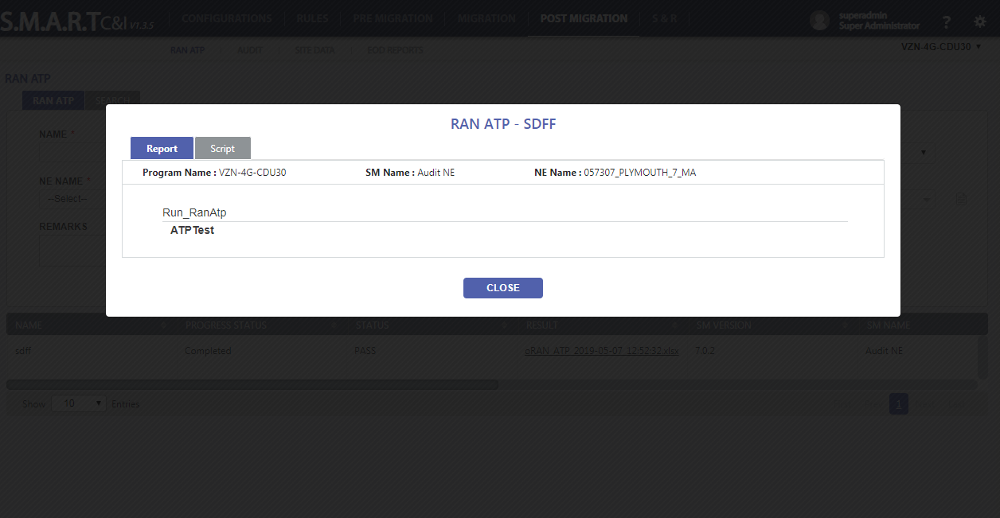 S.M.A.R.T C&I V1.3.5
CONFIGURATIONS RULES PRE MIGRATION MIGRATION POST MIGRATION S & R
superadmin
Super Administrator
?
RAN ATP AUDIT SITE DATA EOD REPORTS
VZN-4G-CDU30
RAN ATP
RAN ATP SEARCH
NAME *
NE NAME *
--Select--
REMARKS
RAN ATP - SDFF
Report Script
Program Name : VZN-4G-CDU30 SM Name : Audit NE NE Name : 057307_PLYMOUTH_7_MA
Run_RanAtp
ATPTest
CLOSE
NAME PROGRESS STATUS STATUS RESULT SM VERSION SM NAME
sdff Completed PASS oRAN_ATP_2019-05-07_12:52:32.xlsx 7.0.2 Audit NE
Show 10 Entries
1